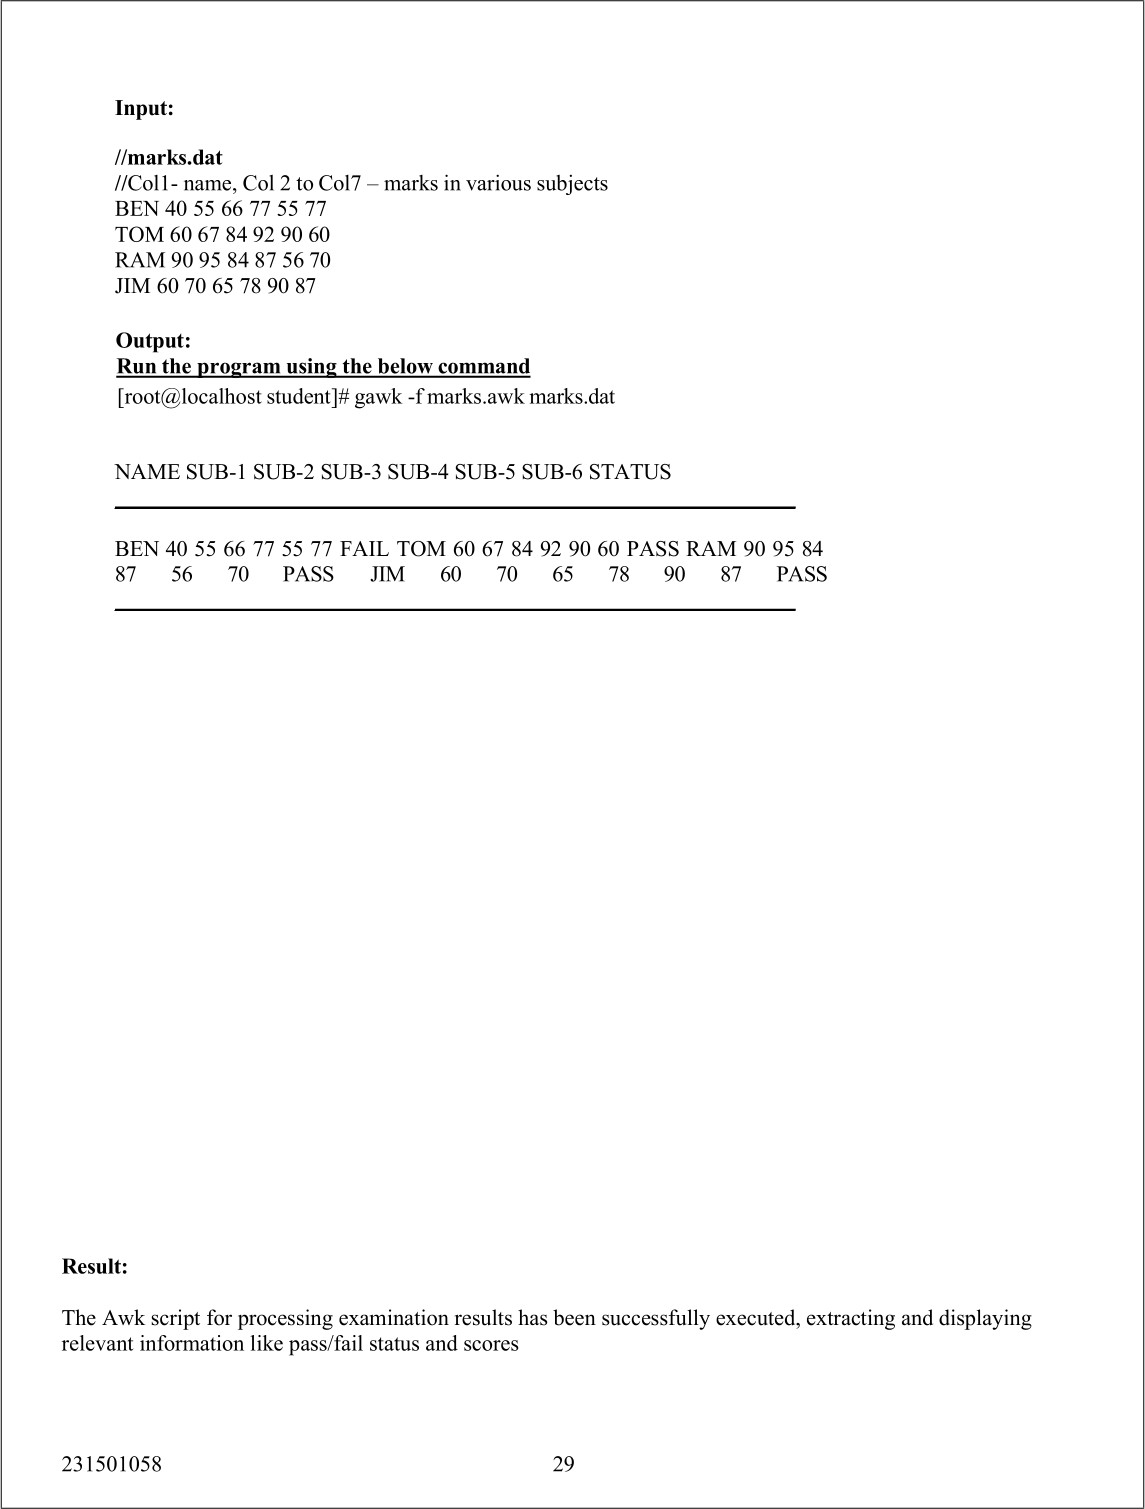 Input:
//marks.dat
//Col1- name, Col 2 to Col7 – marks in various subjects
BEN 40 55 66 77 55 77
TOM 60 67 84 92 90 60
RAM 90 95 84 87 56 70
JIM 60 70 65 78 90 87
Output:
Run the program using the below command
[root@localhost student]# gawk -f marks.awk marks.dat
NAME SUB-1 SUB-2 SUB-3 SUB-4 SUB-5 SUB-6 STATUS
BEN 40 55 66 77 55 77 FAIL TOM 60 67 84 92 90 60 PASS RAM 90 95 84
87 56 70 PASS JIM 60 70 65 78 90 87 PASS
Result:
The Awk script for processing examination results has been successfully executed, extracting and displaying
relevant information like pass/fail status and scores
231501058 29